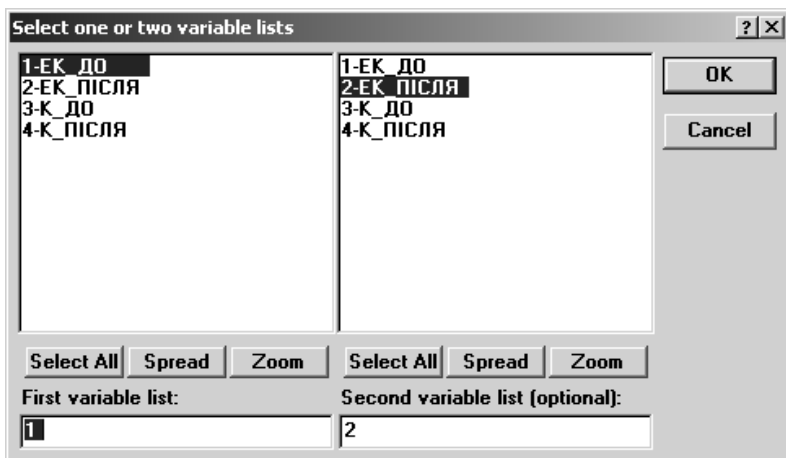 Select one or two variable lists
1-ЕК_ДО
2-ЕК_ПІСЛЯ
3-К_ДО
4-К_ПІСЛЯ
1-ЕК_ДО
2-ЕК_ПІСЛЯ
3-К_ДО
4-К_ПІСЛЯ
OK
Cancel
Select All Spread Zoom
Select All Spread Zoom
First variable list:
1
Second variable list (optional):
2